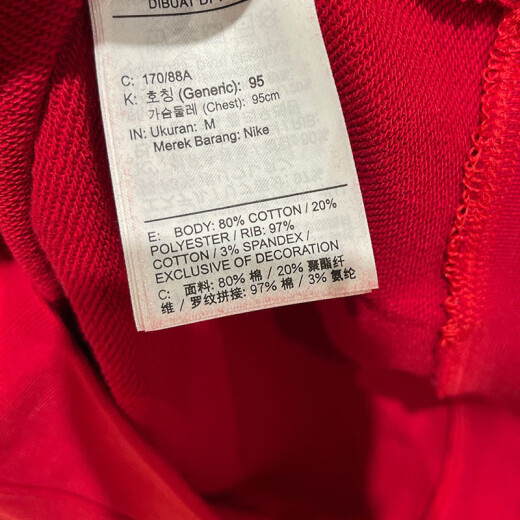 DIBUAT DI
C: 170/88A
K: 호칭 (Generic): 95
가슴둘레 (Chest): 95cm
IN: Ukuran: M
Merek Barang: Nike
E: BODY: 80% COTTON / 20%
POLYESTER / RIB: 97%
COTTON / 3% SPANDEX /
EXCLUSIVE OF DECORATION
C: 面料: 80% 棉 / 20% 聚酯纤
维 / 罗纹拼接: 97% 棉 / 3% 氨纶